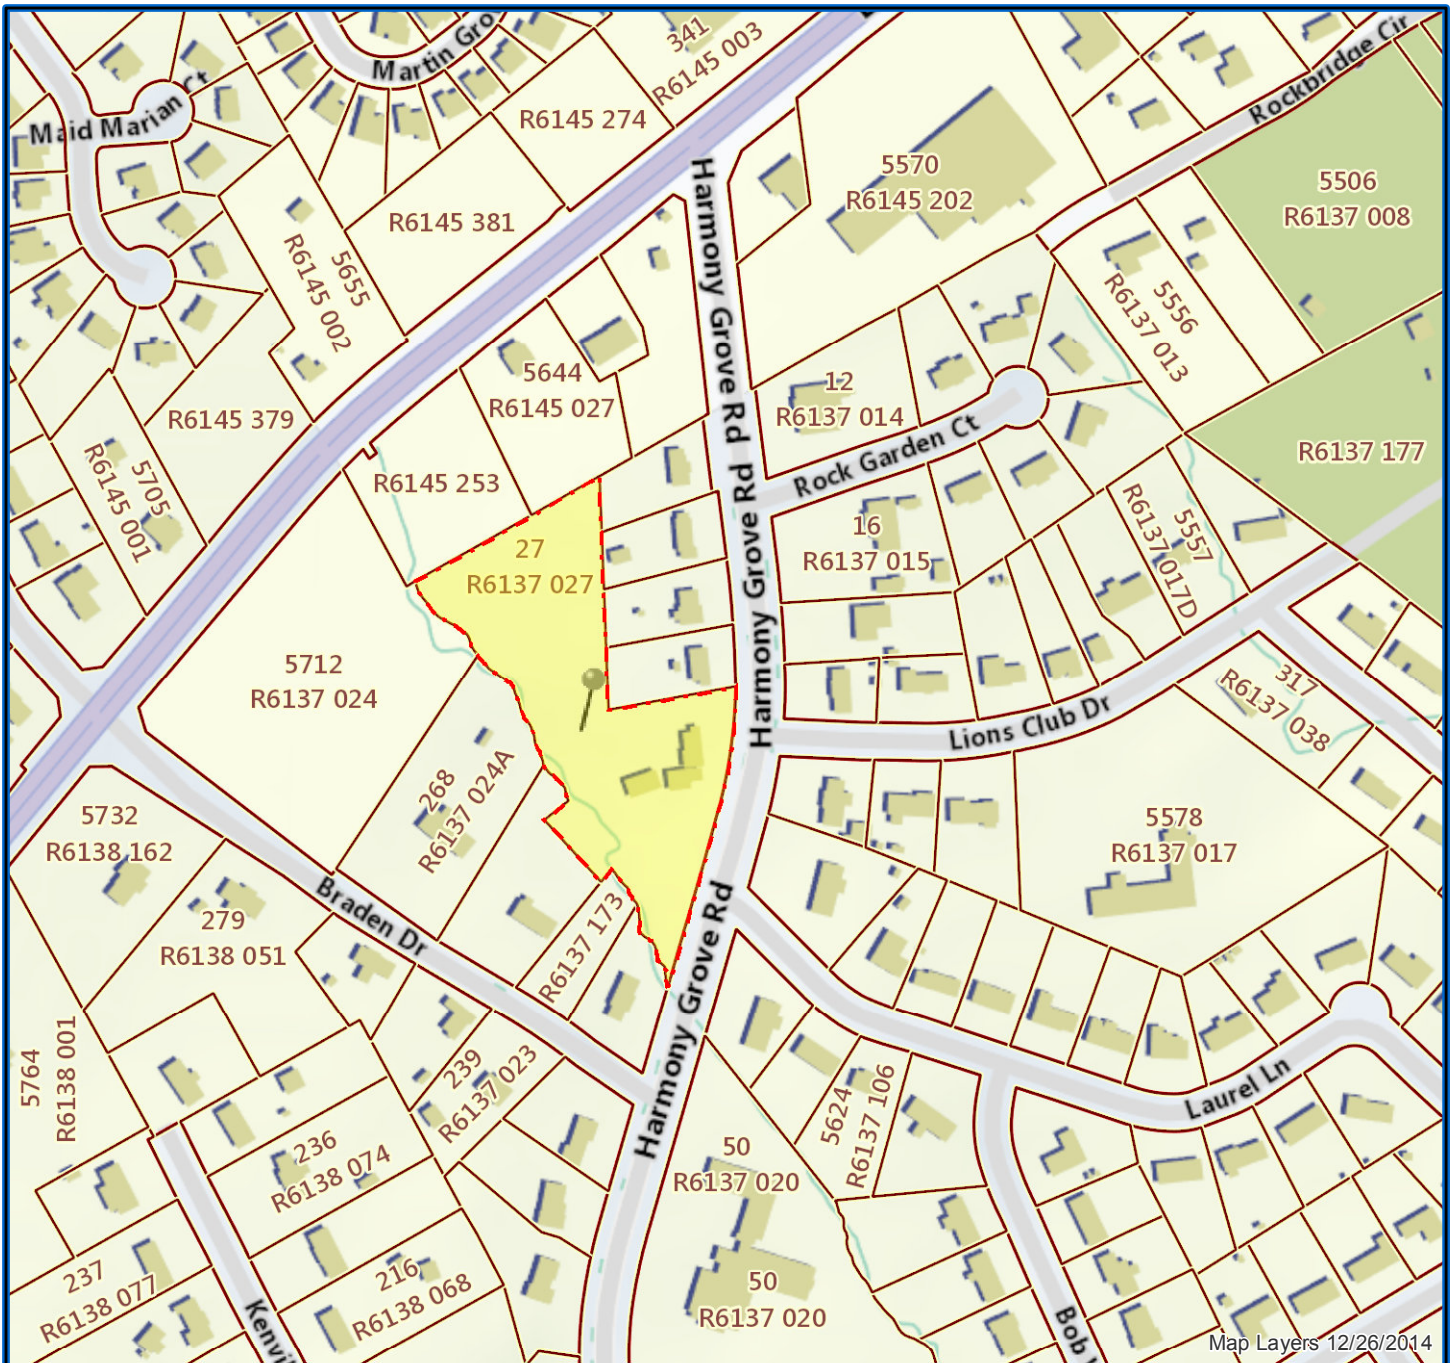 Martin Gro
341
R6145 003
Maid Marian Ct
R6145 274
Rockbridge Cir
5570
R6145 202
5506
R6137 008
R6145 381
5655
R6145 002
Harmony Grove Rd
5556
R6137 013
5644
R6145 027
12
R6137 014
R6145 379
Rock Garden Ct
R6137 177
5705
R6145 001
R6145 253
27
R6137 027
16
R6137 015
5557
R6137 017D
Harmony Grove Rd
5712
R6137 024
317
R6137 038
Lions Club Dr
268
R6137 024A
5732
R6138 162
5578
R6137 017
279
R6138 051
Braden Dr
R6137 173
Harmony Grove Rd
5764
R6138 001
239
R6137 023
5624
R6137 106
Laurel Ln
236
R6138 074
50
R6137 020
237
R6138 077
216
R6138 068
50
R6137 020
Kenvi
Bob
Map Layers 12/26/2014